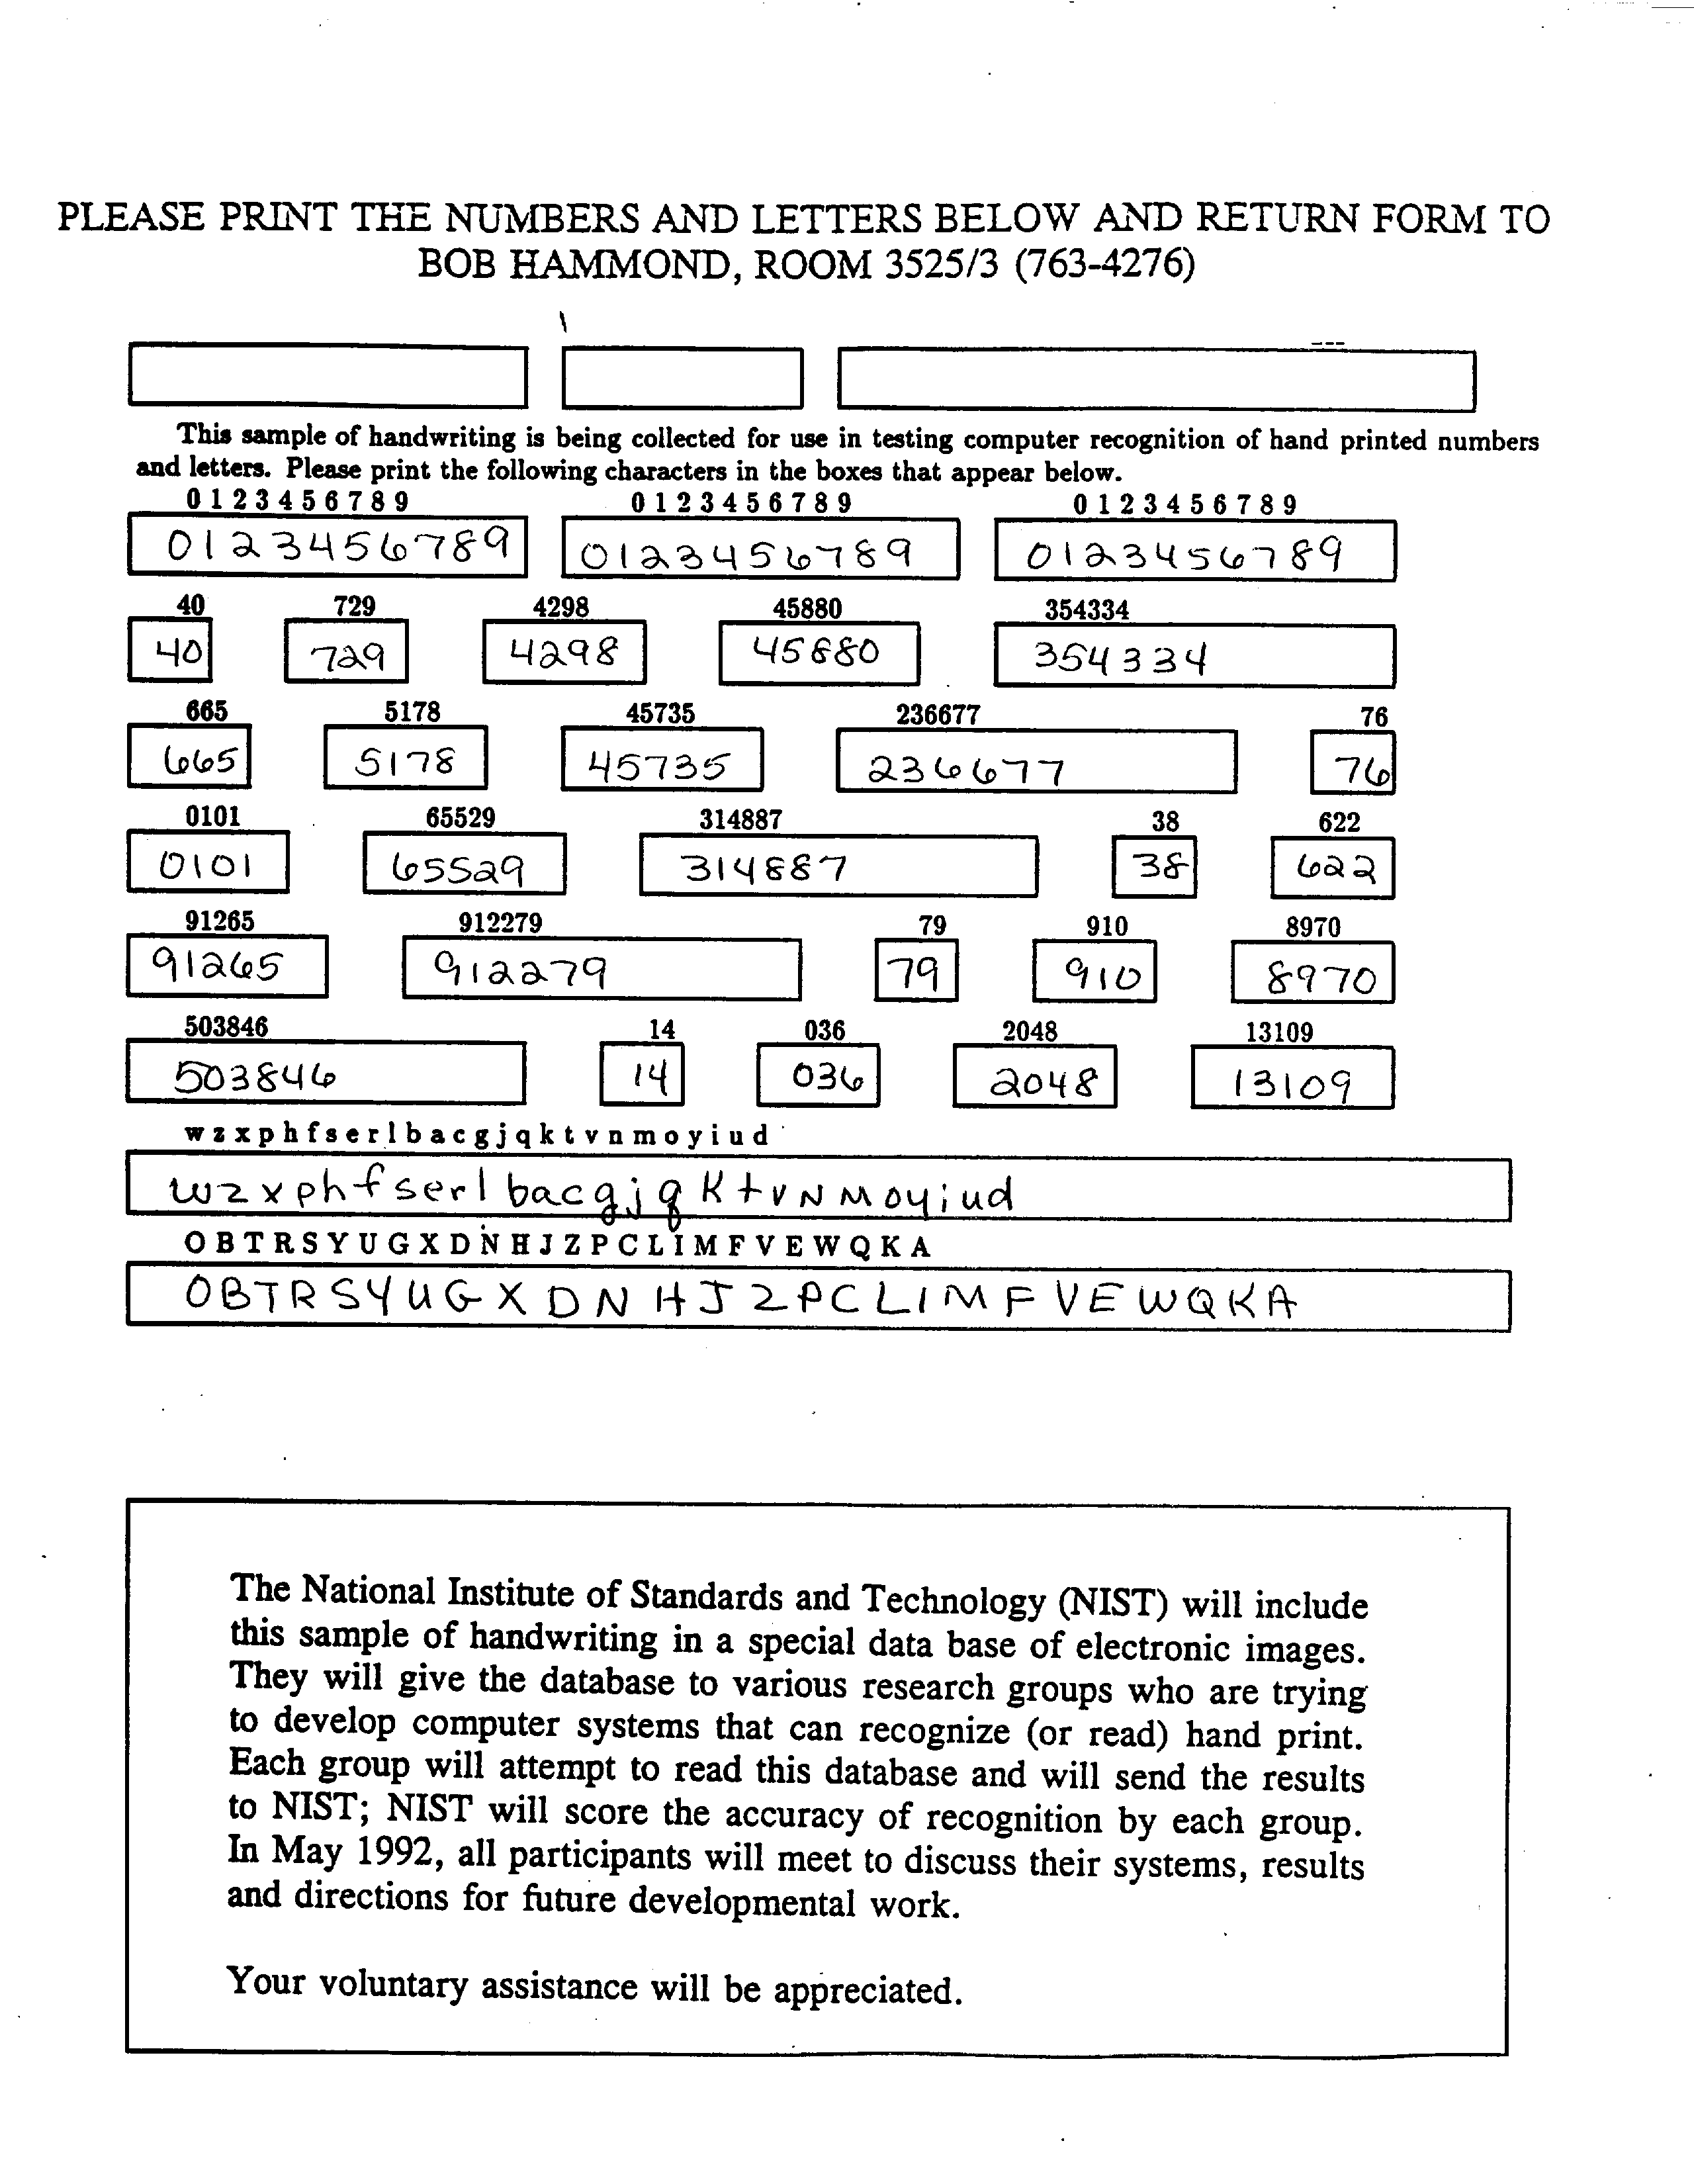 PLEASE PRINT THE NUMBERS AND LETTERS BELOW AND RETURN FORM TO
BOB HAMMOND, ROOM 3525/3 (763-4276)
This sample of handwriting is being collected for use in testing computer recognition of hand printed numbers
and letters. Please print the following characters in the boxes that appear below.
0 1 2 3 4 5 6 7 8 9 0 1 2 3 4 5 6 7 8 9 0 1 2 3 4 5 6 7 8 9
0123456789 0123456789 0123456789
40 729 4298 45880 354334
40 729 4298 45880 354334
665 5178 45735 236677 76
665 5178 45735 236677 76
0101 65529 314887 38 622
0101 65529 314887 38 622
91265 912279 79 910 8970
91265 912279 79 910 8970
503846 14 036 2048 13109
503846 14 036 2048 13109
w z x p h f s e r l b a c g j q k t v n m o y i u d
w z x p h f s e r l b a c g j q K t v N M o y i u d
O B T R S Y U G X D N H J Z P C L I M F V E W Q K A
O B T R S Y U G X D N H J Z P C L I M F V E W Q K A
The National Institute of Standards and Technology (NIST) will include
this sample of handwriting in a special data base of electronic images.
They will give the database to various research groups who are trying
to develop computer systems that can recognize (or read) hand print.
Each group will attempt to read this database and will send the results
to NIST; NIST will score the accuracy of recognition by each group.
In May 1992, all participants will meet to discuss their systems, results
and directions for future developmental work.
Your voluntary assistance will be appreciated.